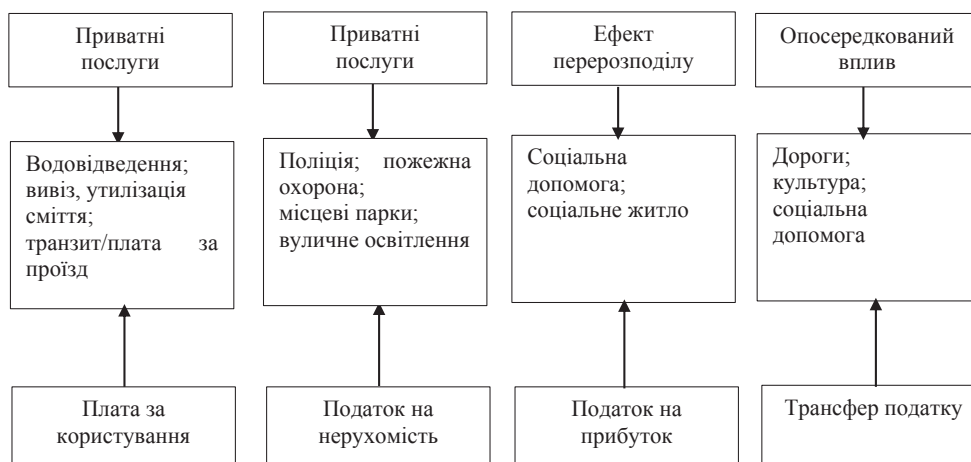 Приватні
послуги
Приватні
послуги
Ефект
перерозподілу
Опосередкований
вплив
Водовідведення;
вивіз, утилізація
сміття;
транзит/плата за
проїзд
Поліція; пожежна
охорона;
місцеві парки;
вуличне освітлення
Соціальна
допомога;
соціальне житло
Дороги;
культура;
соціальна
допомога
Плата за
користування
Податок на
нерухомість
Податок на
прибуток
Трансфер податку